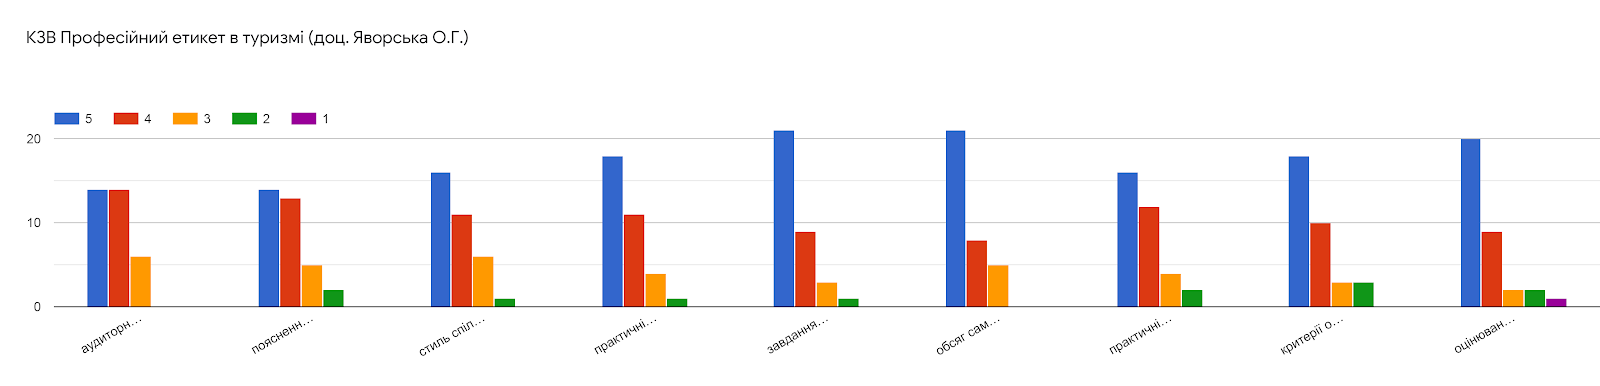 КЗВ Професійний етикет в туризмі (доц. Яворська О.Г.)
5 4 3 2 1
20
10
0
аудиторн… пояснен… стиль спіл… практичні… завдання… обсяг сам… практичні… критерії о… оцінюван…